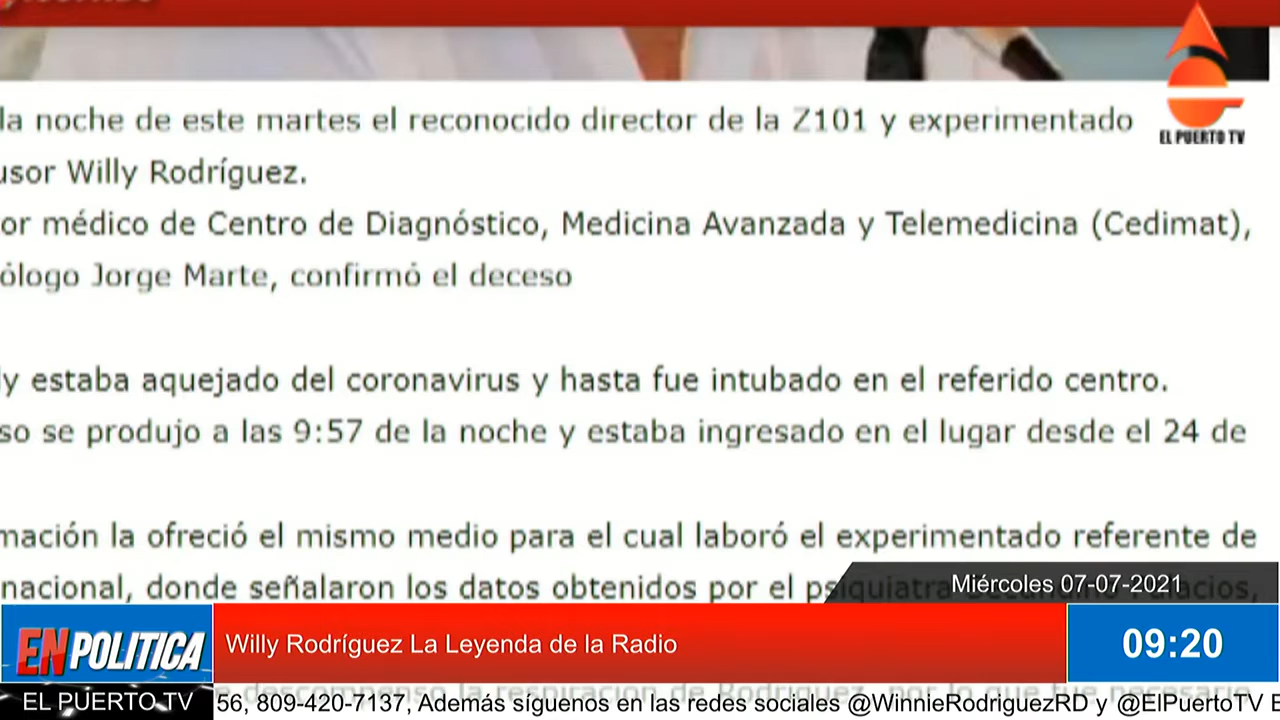 EL PUERTO TV
la noche de este martes el reconocido director de la Z101 y experimentado
usor Willy Rodríguez.
or médico de Centro de Diagnóstico, Medicina Avanzada y Telemedicina (Cedimat),
ólogo Jorge Marte, confirmó el deceso
ly estaba aquejado del coronavirus y hasta fue intubado en el referido centro.
so se produjo a las 9:57 de la noche y estaba ingresado en el lugar desde el 24 de
mación la ofreció el mismo medio para el cual laboró el experimentado referente de
nacional, donde señalaron los datos obtenidos por el psiquiatra
Miércoles 07-07-2021
EN POLITICA
Willy Rodríguez La Leyenda de la Radio
09:20
EL PUERTO TV
56, 809-420-7137, Además síguenos en las redes sociales @WinnieRodriguezRD y @ElPuertoTV E